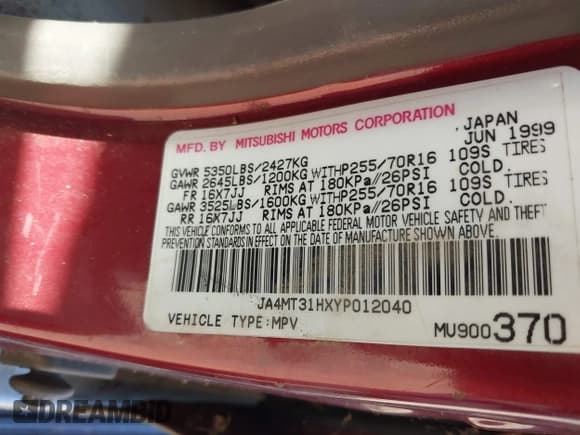 MFD. BY MITSUBISHI MOTORS CORPORATION JAPAN
JUN 1999
GVWR 5350LBS/2427KG
GAWR 2645LBS/1200KG WITH P255/70R16 109S TIRES
FR 16X7JJ RIMS AT 180KPa//26PSI COLD.
GAWR 3525LBS/1600KG WITH P255/70R16 109S TIRES
RR 16X7JJ RIMS AT 180KPa//26PSI COLD.
THIS VEHICLE CONFORMS TO ALL APPLICABLE FEDERAL MOTOR VEHICLE SAFETY AND THEFT
PREVENTION STANDARDS IN EFFECT ON THE DATE OF MANUFACTURE SHOWN ABOVE.
JA4MT31HXYP012040
VEHICLE TYPE:MPV MU900370
DREAMBID